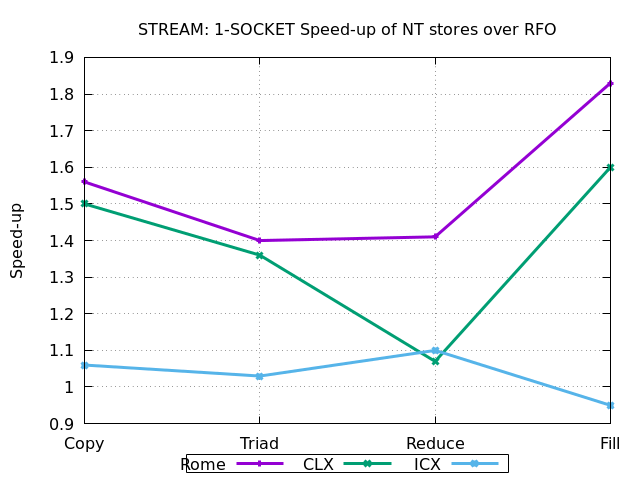 STREAM: 1-SOCKET Speed-up of NT stores over RFO
1.9
1.8
1.7
1.6
1.5
1.4
1.3
1.2
1.1
1
0.9
Speed-up
Copy Triad Reduce Fill
Rome CLX ICX